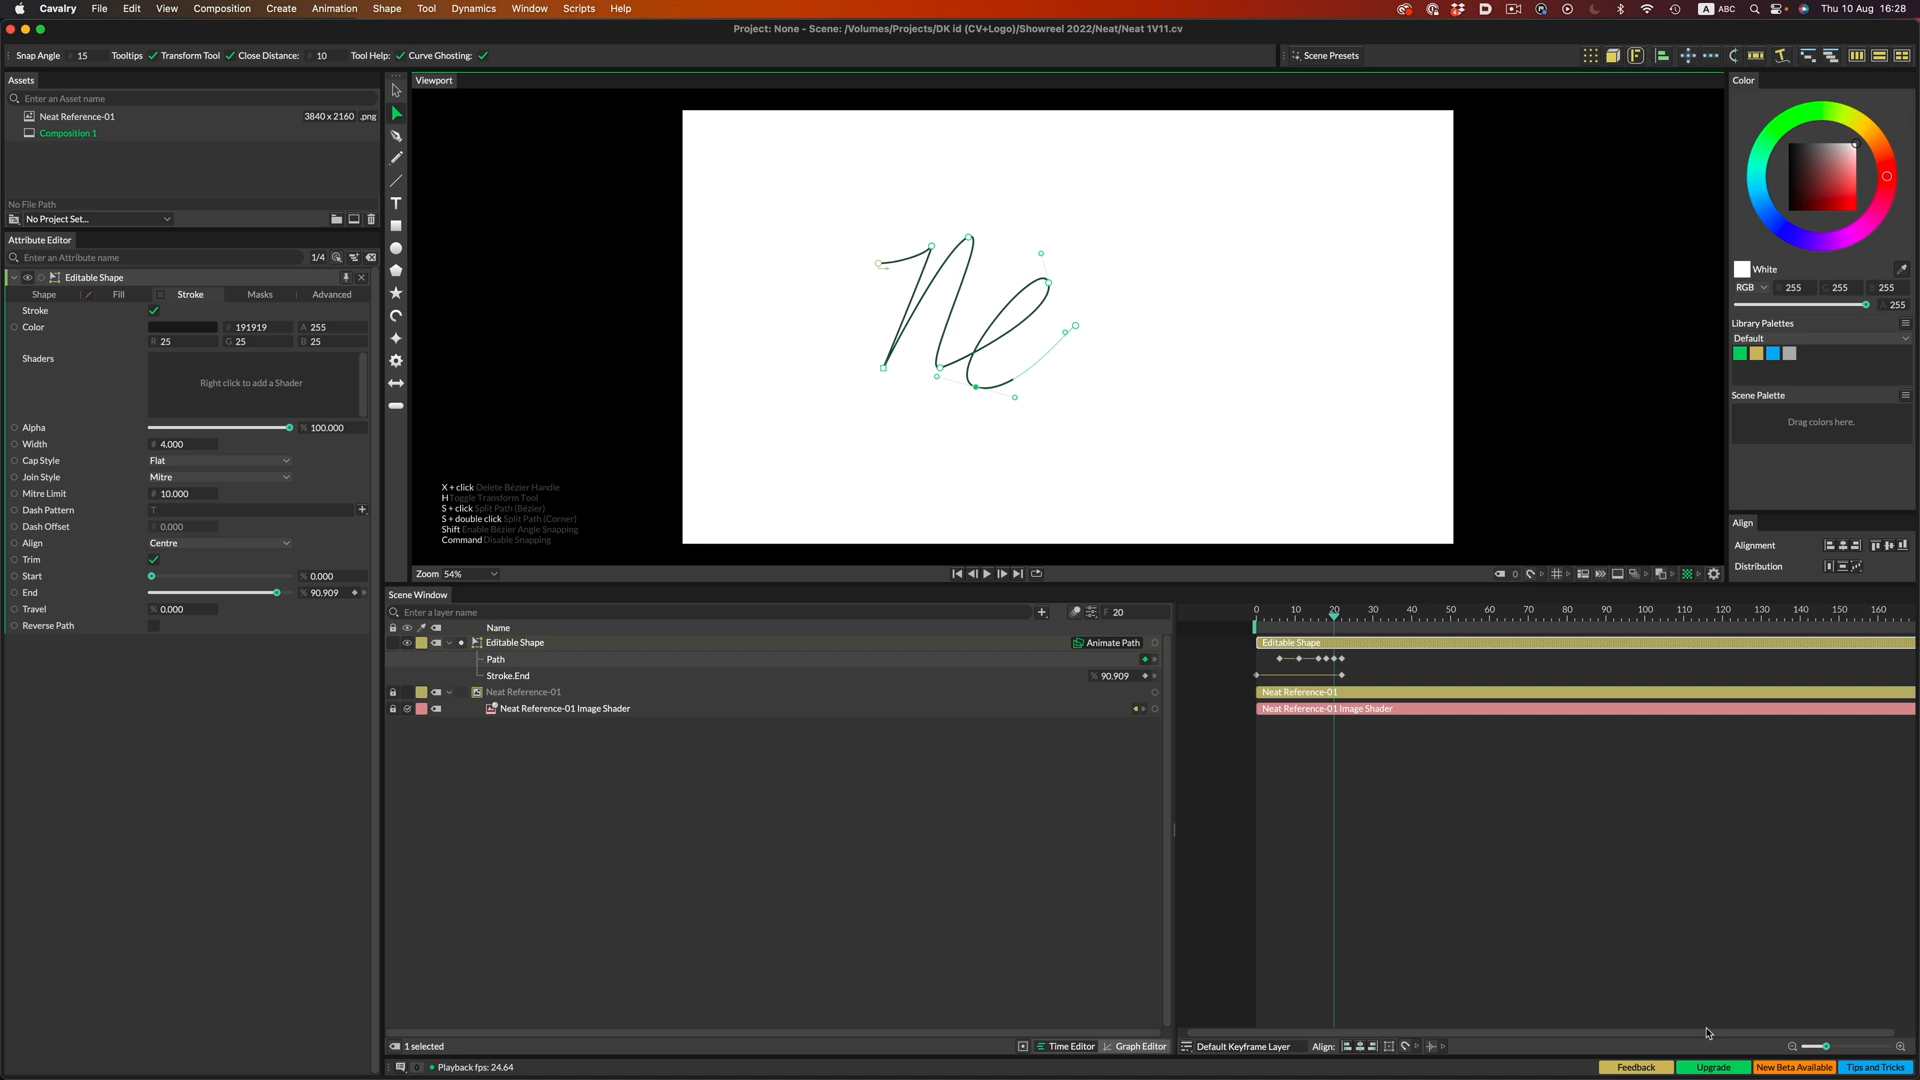 Cavalry File Edit View Composition Create Animation Shape Tool Dynamics Window Scripts Help A ABC Thu 10 Aug 16:28
Project: None - Scene: /Volumes/Projects/DK id (CV+Logo)/Showreel 2022/Neat/Neat 1V11.cv
Snap Angle 15 Tooltips Transform Tool Close Distance: 10 Tool Help: Curve Ghosting: Scene Presets
Assets
Enter an Asset name
Neat Reference-01 3840 x 2160 .png
Composition 1
No File Path
No Project Set...
Attribute Editor
Enter an Attribute name 1/4
Editable Shape
Shape Fill Stroke Masks Advanced
Stroke
Color # 191919 A 255
R 25 G 25 B 25
Shaders
Right click to add a Shader
Alpha % 100.000
Width # 4.000
Cap Style Flat
Join Style Mitre
Mitre Limit # 10.000
Dash Pattern T
Dash Offset # 0.000
Align Centre
Trim
Start % 0.000
End % 90.909
Travel % 0.000
Reverse Path
Viewport
Ne
X + click Delete Bézier Handle
H Toggle Transform Tool
S + click Split Path (Bézier)
S + double click Split Path (Corner)
Shift Enable Bézier Angle Snapping
Command Disable Snapping
Zoom 54% 0
Color
White
RGB R 255 G 255 B 255
A 255
Library Palettes
Default
Scene Palette
Drag colors here.
Align
Alignment
Distribution
Scene Window
Enter a layer name F 20
Name
Editable Shape Animate Path
Path
Stroke.End % 90.909
Neat Reference-01
Neat Reference-01 Image Shader
0 10 20 30 40 50 60 70 80 90 100 110 120 130 140 150 160
Editable Shape
Neat Reference-01
Neat Reference-01 Image Shader
1 selected Time Editor Graph Editor Default Keyframe Layer Align:
0 Playback fps: 24.64 Feedback Upgrade New Beta Available Tips and Tricks